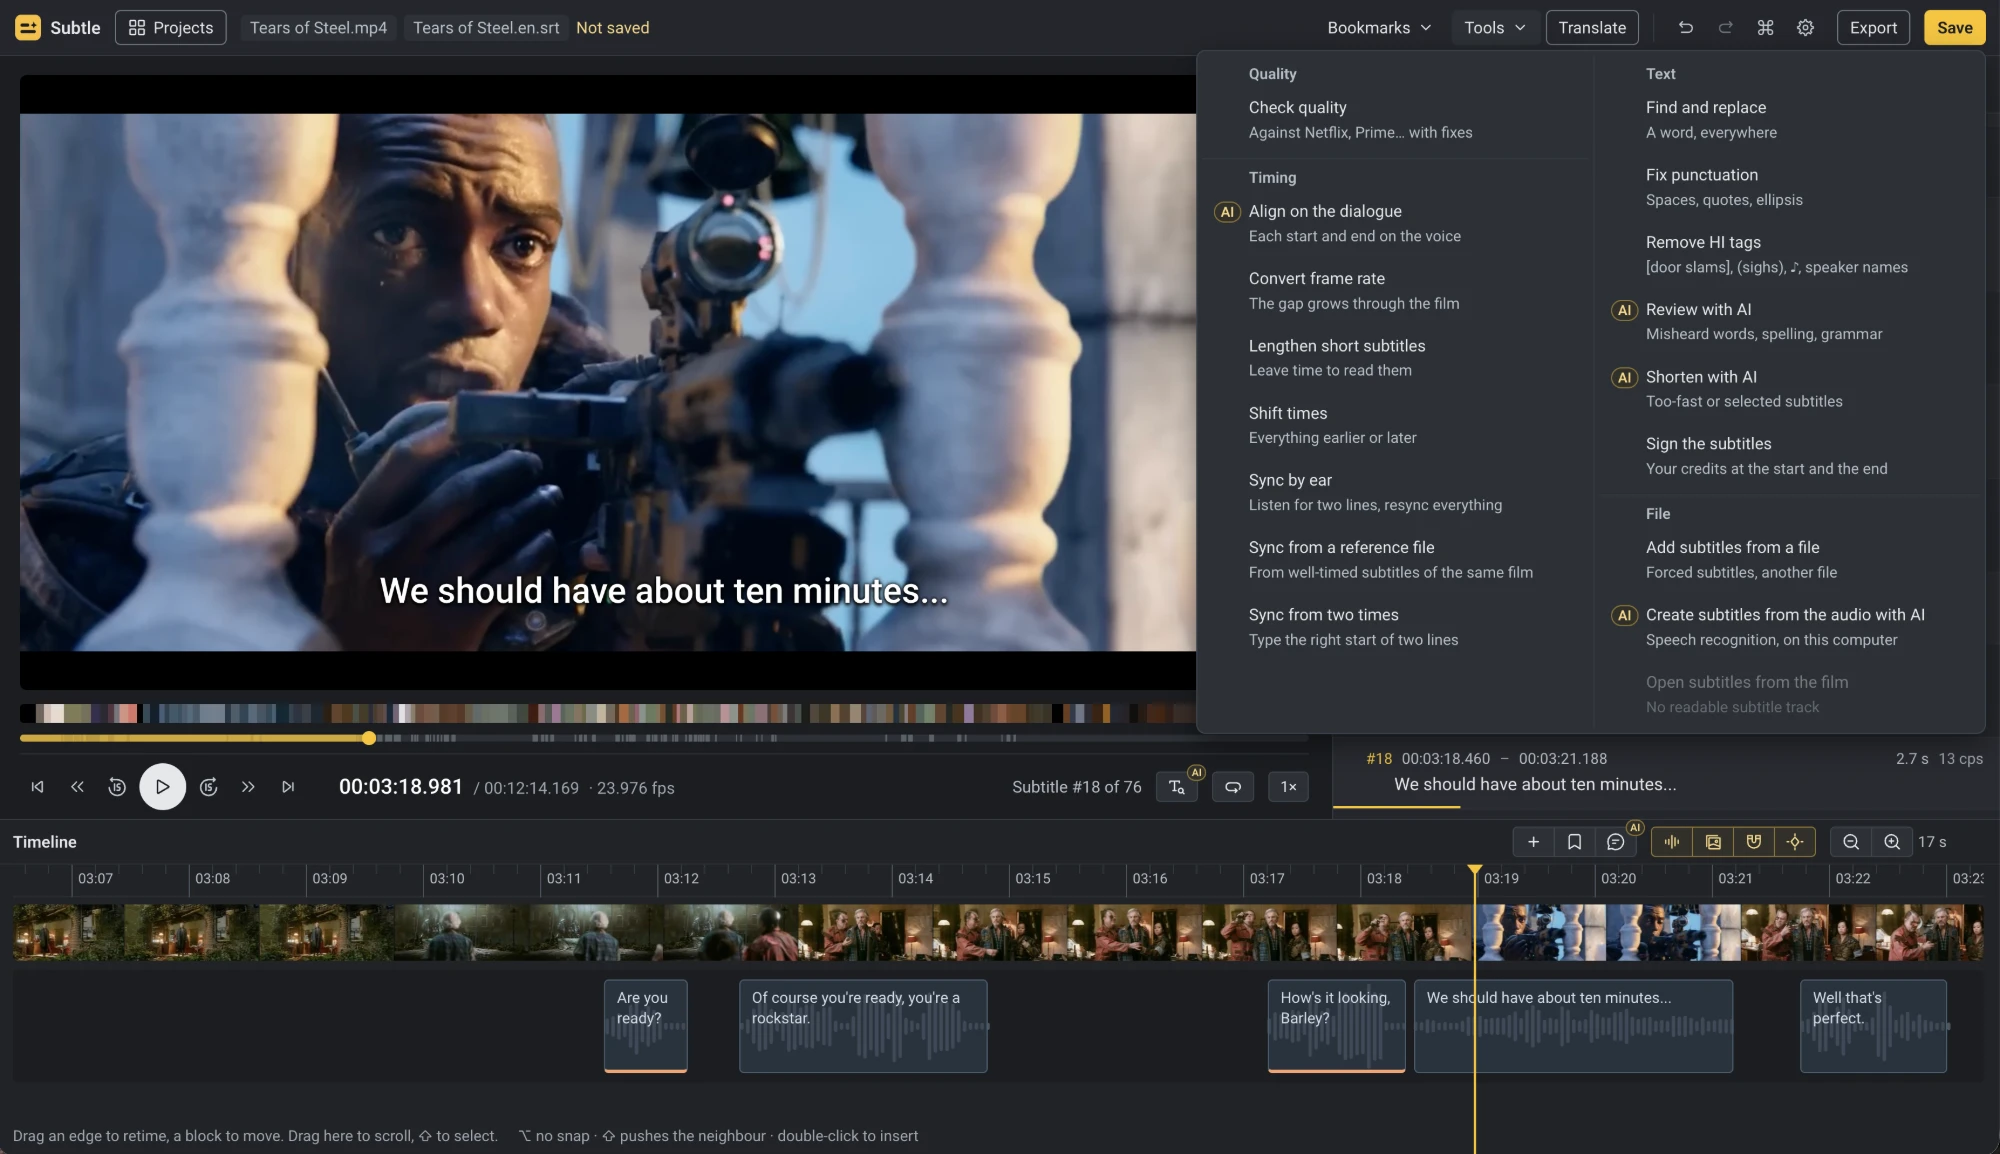 Subtle
Projects
Tears of Steel.mp4
Tears of Steel.en.srt
Not saved
Bookmarks
Tools
Translate
Export
Save
Quality
Check quality
Against Netflix, Prime... with fixes
Timing
AI Align on the dialogue
Each start and end on the voice
Convert frame rate
The gap grows through the film
Lengthen short subtitles
Leave time to read them
Shift times
Everything earlier or later
Sync by ear
Listen for two lines, resync everything
Sync from a reference file
From well-timed subtitles of the same film
Sync from two times
Type the right start of two lines
Text
Find and replace
A word, everywhere
Fix punctuation
Spaces, quotes, ellipsis
Remove HI tags
[door slams], (sighs), ♪, speaker names
AI Review with AI
Misheard words, spelling, grammar
AI Shorten with AI
Too-fast or selected subtitles
Sign the subtitles
Your credits at the start and the end
File
Add subtitles from a file
Forced subtitles, another file
AI Create subtitles from the audio with AI
Speech recognition, on this computer
Open subtitles from the film
No readable subtitle track
We should have about ten minutes...
15
15
00:03:18.981 / 00:12:14.169 · 23.976 fps
Subtitle #18 of 76
AI
1×
#18 00:03:18.460 – 00:03:21.188
2.7 s 13 cps
We should have about ten minutes...
Timeline
AI
17 s
03:07 03:08 03:09 03:10 03:11 03:12 03:13 03:14 03:15 03:16 03:17 03:18 03:19 03:20 03:21 03:22 03:23
Are you
ready?
Of course you're ready, you're a
rockstar.
How's it looking,
Barley?
We should have about ten minutes...
Well that's
perfect.
Drag an edge to retime, a block to move. Drag here to scroll, ⇧ to select. ⌥ no snap · ⇧ pushes the neighbour · double-click to insert